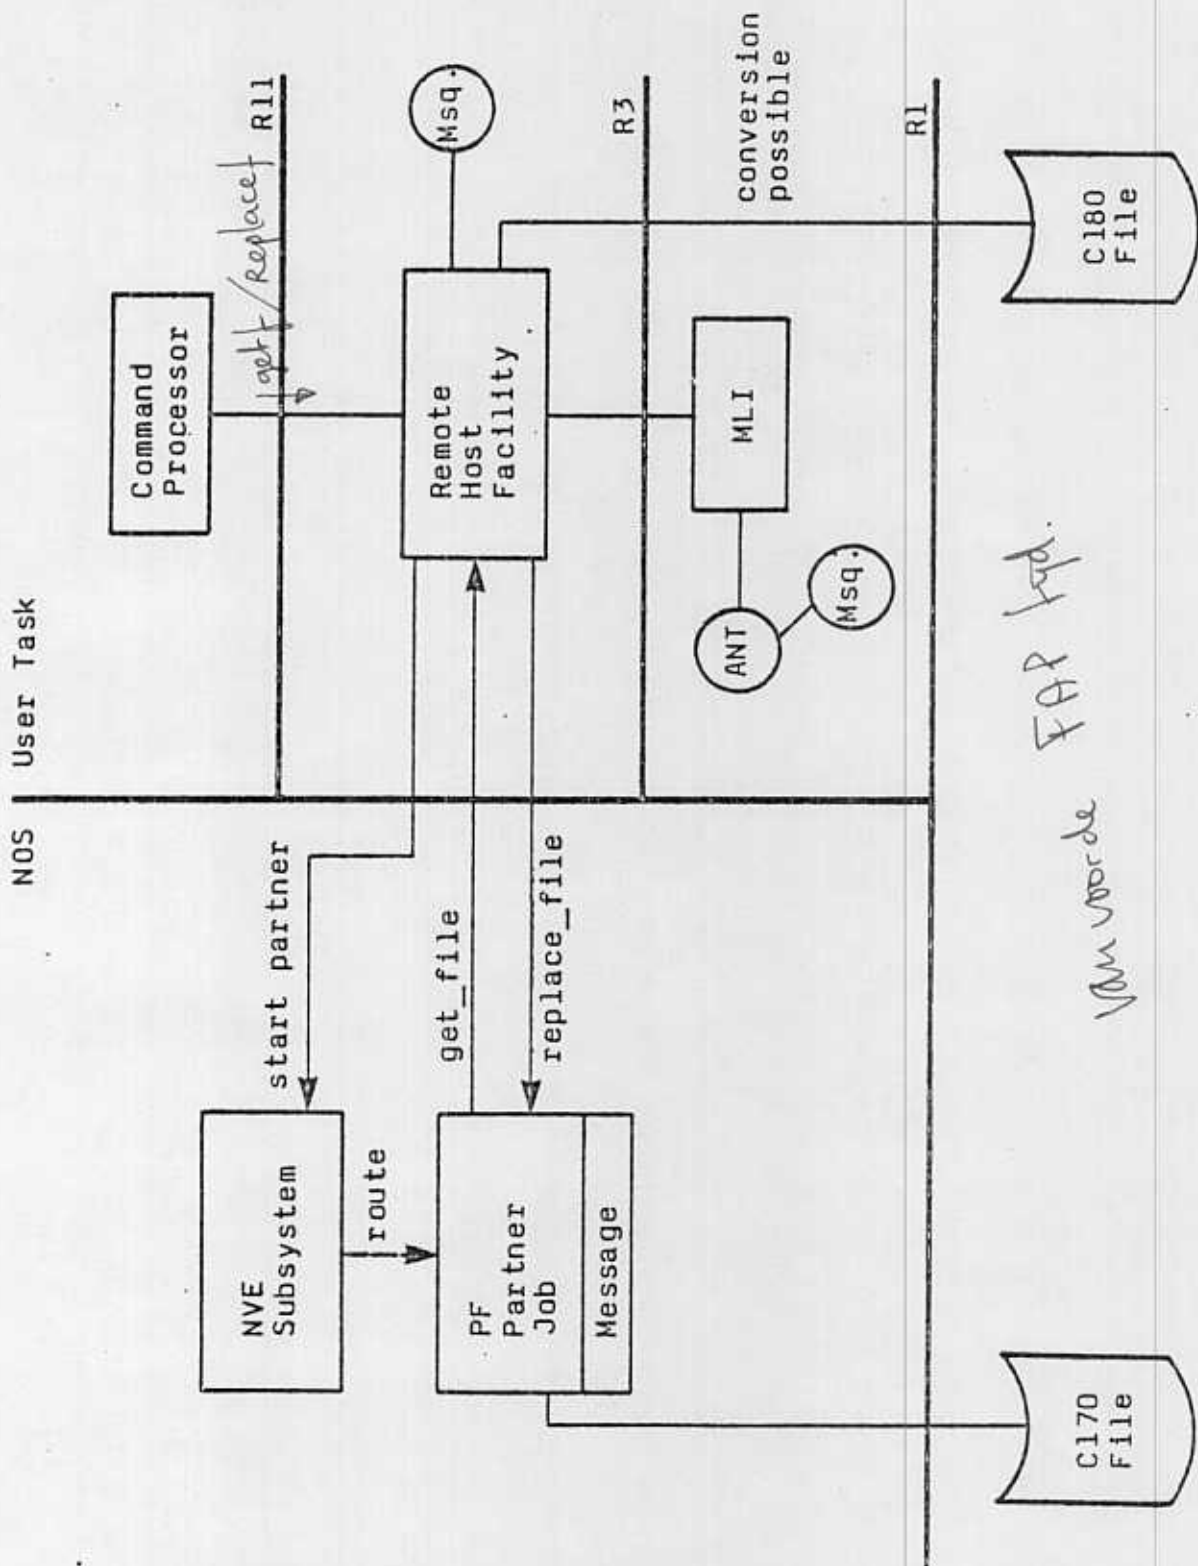 NOS
User Task
Command
Processor
get f/Replace f
R11
start partner
NVE
Subsystem
Remote
Host
Facility
Msq.
route
get_file
replace_file
PF
Partner
Job
Message
R3
MLI
ANT
Msq.
conversion
possible
R1
C170
File
C180
File
FAP